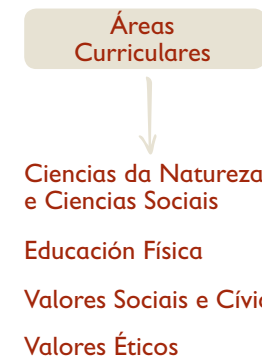 Áreas
Curriculares
Ciencias da Natureza
e Ciencias Sociais
Educación Física
Valores Sociais e
Valores Éticos